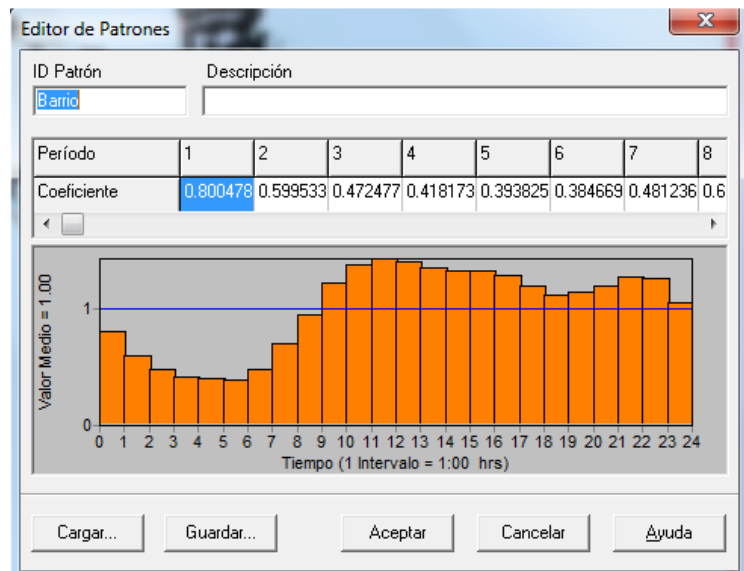 Editor de Patrones
ID Patrón Descripción
Barrio
Período 1 2 3 4 5 6 7 8
Coeficiente 0.800478 0.599533 0.472477 0.418173 0.393825 0.384669 0.481236 0.6
Valor Medio = 1.00
1
0
0 1 2 3 4 5 6 7 8 9 10 11 12 13 14 15 16 17 18 19 20 21 22 23 24
Tiempo (1 Intervalo = 1:00 hrs)
Cargar... Guardar... Aceptar Cancelar Ayuda